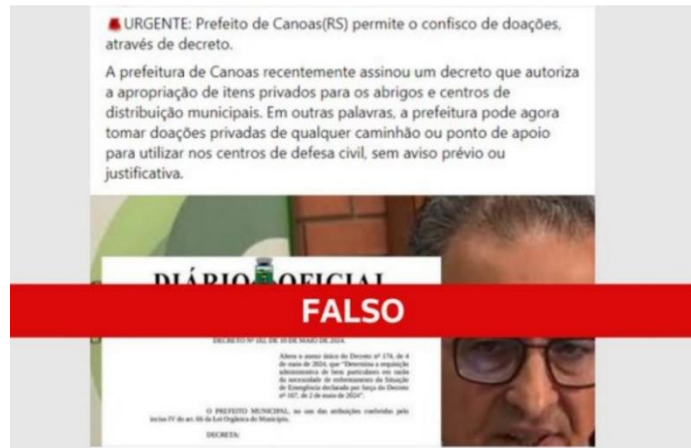 URGENTE: Prefeito de Canoas(RS) permite o confisco de doações,
através de decreto.
A prefeitura de Canoas recentemente assinou um decreto que autoriza
a apropriação de itens privados para os abrigos e centros de
distribuição municipais. Em outras palavras, a prefeitura pode agora
tomar doações privadas de qualquer caminhão ou ponto de apoio
para utilizar nos centros de defesa civil, sem aviso prévio ou
justificativa.
DIÁRIO OFICIAL
FALSO
DECRETO Nº 182, DE 10 DE MAIO DE 2024.
Altera o anexo único do Decreto nº 174, de 4
de maio de 2024, que "Determina a requisição
administrativa de bens particulares em razão
da necessidade de enfrentamento da Situação
de Emergência declarada por força do Decreto
nº 167, de 2 de maio de 2024".
O PREFEITO MUNICIPAL, no uso das atribuições conferidas pelo
inciso IV do art. 66 da Lei Orgânica do Município,
DECRETA: